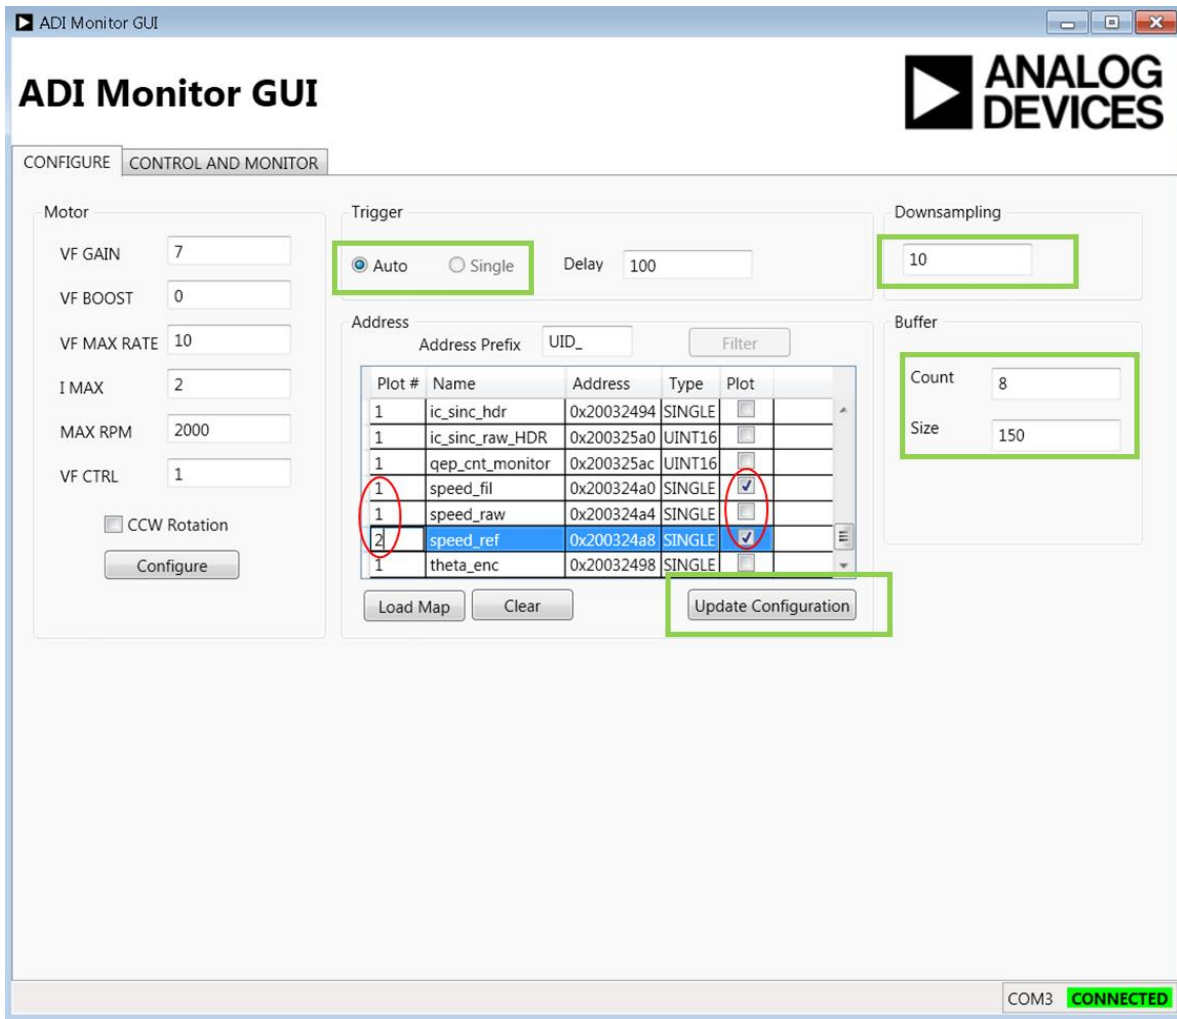 ADI Monitor GUI
ADI Monitor GUI
ANALOG
DEVICES
CONFIGURE CONTROL AND MONITOR
Motor
VF GAIN 7
VF BOOST 0
VF MAX RATE 10
I MAX 2
MAX RPM 2000
VF CTRL 1
CCW Rotation
Configure
Trigger
Auto Single Delay 100
Address
Address Prefix UID_ Filter
Plot # Name Address Type Plot
1 ic_sinc_hdr 0x20032494 SINGLE
1 ic_sinc_raw_HDR 0x200325a0 UINT16
1 qep_cnt_monitor 0x200325ac UINT16
1 speed_fil 0x200324a0 SINGLE
1 speed_raw 0x200324a4 SINGLE
2 speed_ref 0x200324a8 SINGLE
1 theta_enc 0x20032498 SINGLE
Load Map Clear Update Configuration
Downsampling
10
Buffer
Count 8
Size 150
COM3 CONNECTED